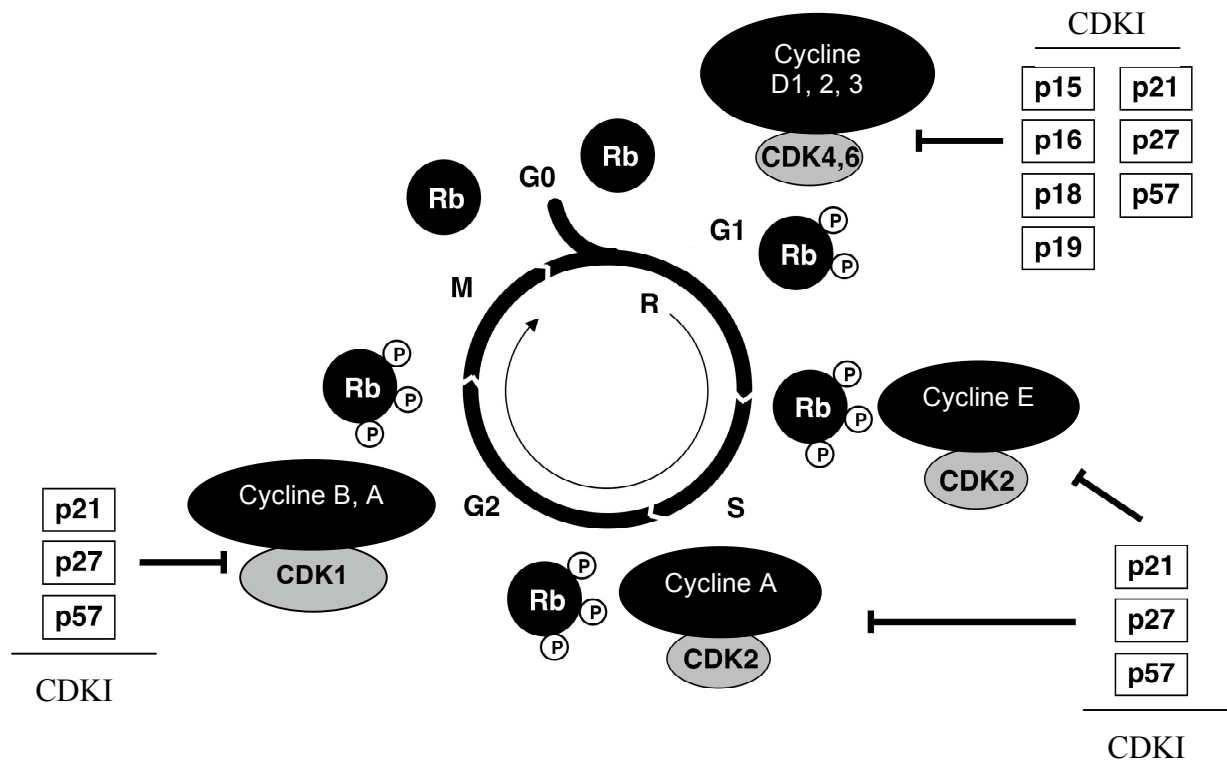 CDKI
Cycline
D1, 2, 3
CDK4,6
p15
p21
p16
p27
p18
p57
p19
Rb
Rb
G0
G1
Rb
P
P
M
R
Rb
P
P
P
Rb
P
P
P
Cycline E
CDK2
Cycline B, A
CDK1
G2
S
p21
p27
p57
CDKI
Rb
P
P
P
Cycline A
CDK2
p21
p27
p57
CDKI